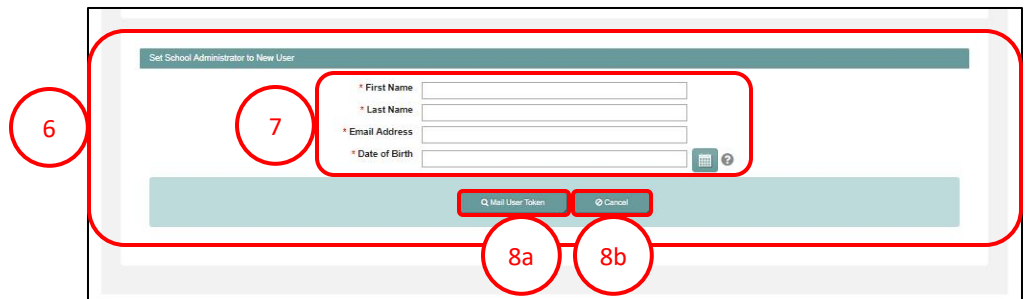 Set School Administrator to New User
* First Name
* Last Name
6
7
* Email Address
* Date of Birth
?
Mail User Token
Cancel
8a
8b